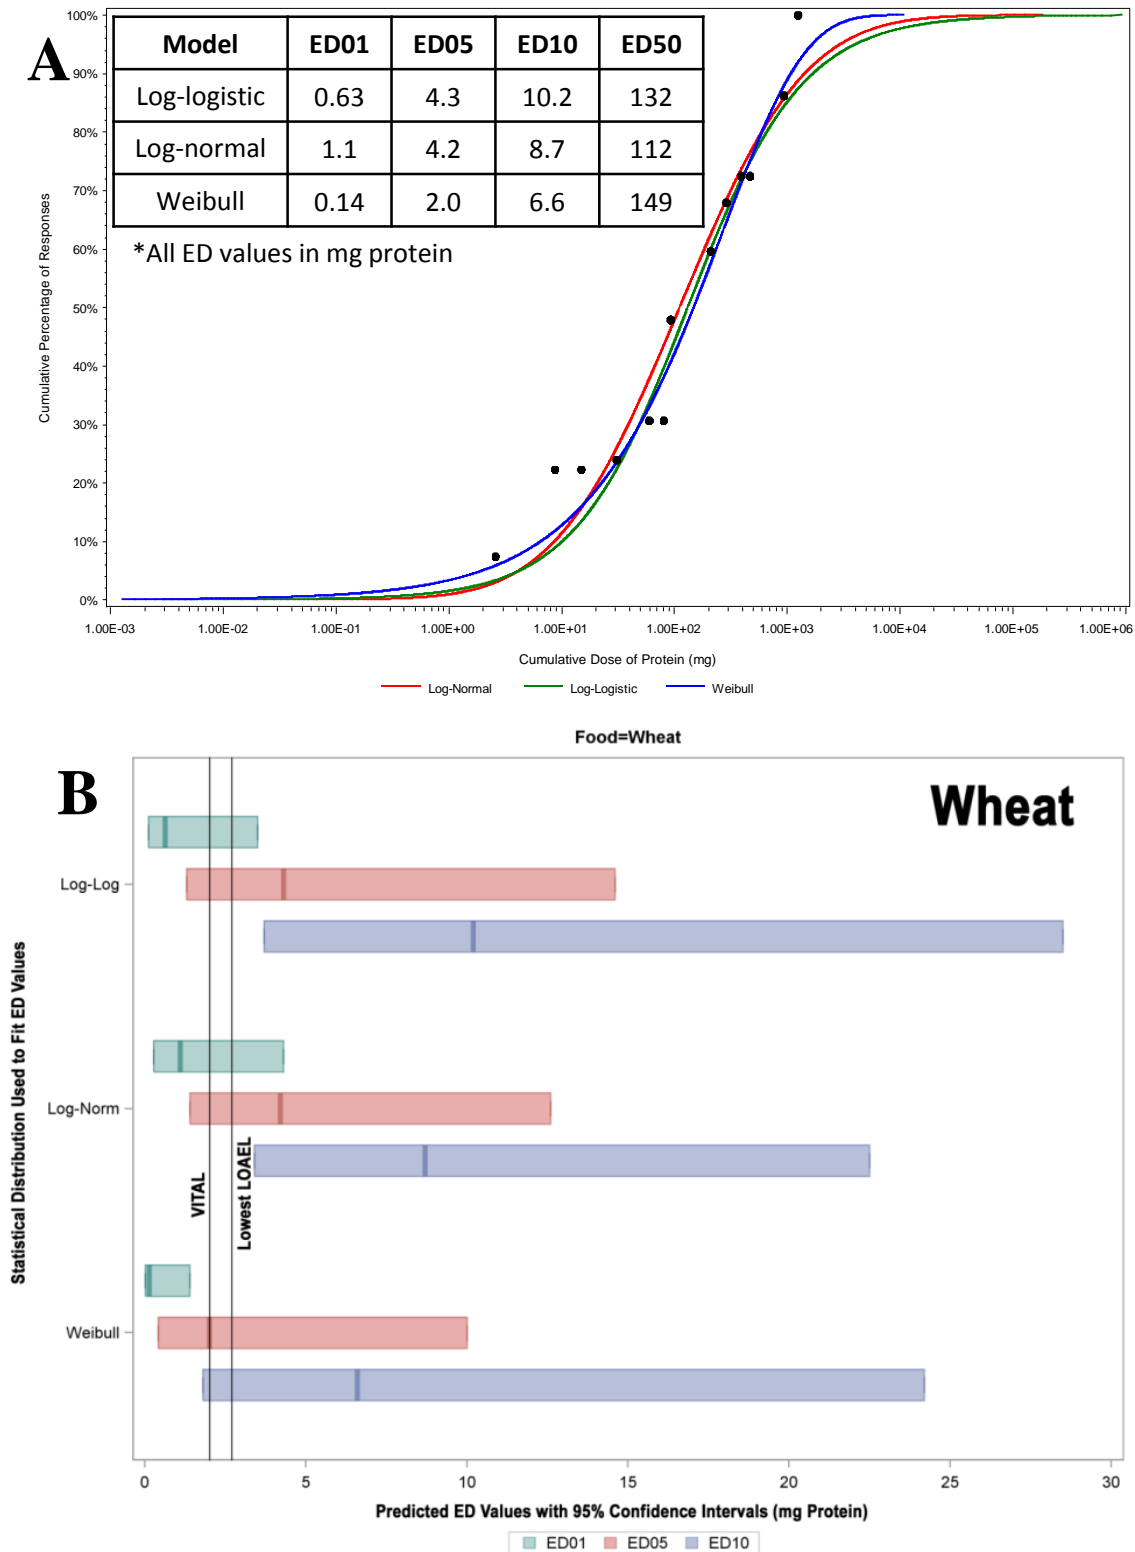 A
Model ED01 ED05 ED10 ED50
Log-logistic 0.63 4.3 10.2 132
Log-normal 1.1 4.2 8.7 112
Weibull 0.14 2.0 6.6 149
*All ED values in mg protein
Cumulative Percentage of Responses
100%
90%
80%
70%
60%
50%
40%
30%
20%
10%
0%
1.00E-03 1.00E-02 1.00E-01 1.00E+00 1.00E+01 1.00E+02 1.00E+03 1.00E+04 1.00E+05 1.00E+06
Cumulative Dose of Protein (mg)
Log-Normal Log-Logistic Weibull
Food=Wheat
B
Wheat
Statistical Distribution Used to Fit ED Values
Log-Log
Log-Norm
Weibull
VITAL
Lowest LOAEL
0 5 10 15 20 25 30
Predicted ED Values with 95% Confidence Intervals (mg Protein)
ED01 ED05 ED10